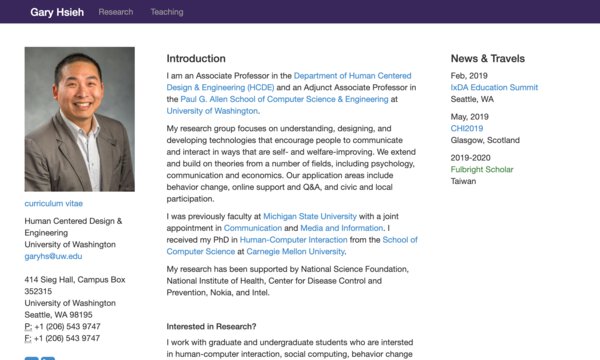 Gary Hsieh Research Teaching
curriculum vitae
Human Centered Design &
Engineering
University of Washington
garyhs@uw.edu
414 Sieg Hall, Campus Box
352315
University of Washington
Seattle, WA 98195
P: +1 (206) 543 9747
F: +1 (206) 543 9747
Introduction
I am an Associate Professor in the Department of Human Centered
Design & Engineering (HCDE) and an Adjunct Associate Professor in
the Paul G. Allen School of Computer Science & Engineering at
University of Washington.
My research group focuses on understanding, designing, and
developing technologies that encourage people to communicate
and interact in ways that are self- and welfare-improving. We extend
and build on theories from a number of fields, including psychology,
communication and economics. Our application areas include
behavior change, online support and Q&A, and civic and local
participation.
I was previously faculty at Michigan State University with a joint
appointment in Communication and Media and Information. I
received my PhD in Human-Computer Interaction from the School of
Computer Science at Carnegie Mellon University.
My research has been supported by National Science Foundation,
National Institute of Health, Center for Disease Control and
Prevention, Nokia, and Intel.
Interested in Research?
I work with graduate and undergraduate students who are intersted
in human-computer interaction, social computing, behavior change
News & Travels
Feb, 2019
IxDA Education Summit
Seattle, WA
May, 2019
CHI2019
Glasgow, Scotland
2019-2020
Fulbright Scholar
Taiwan